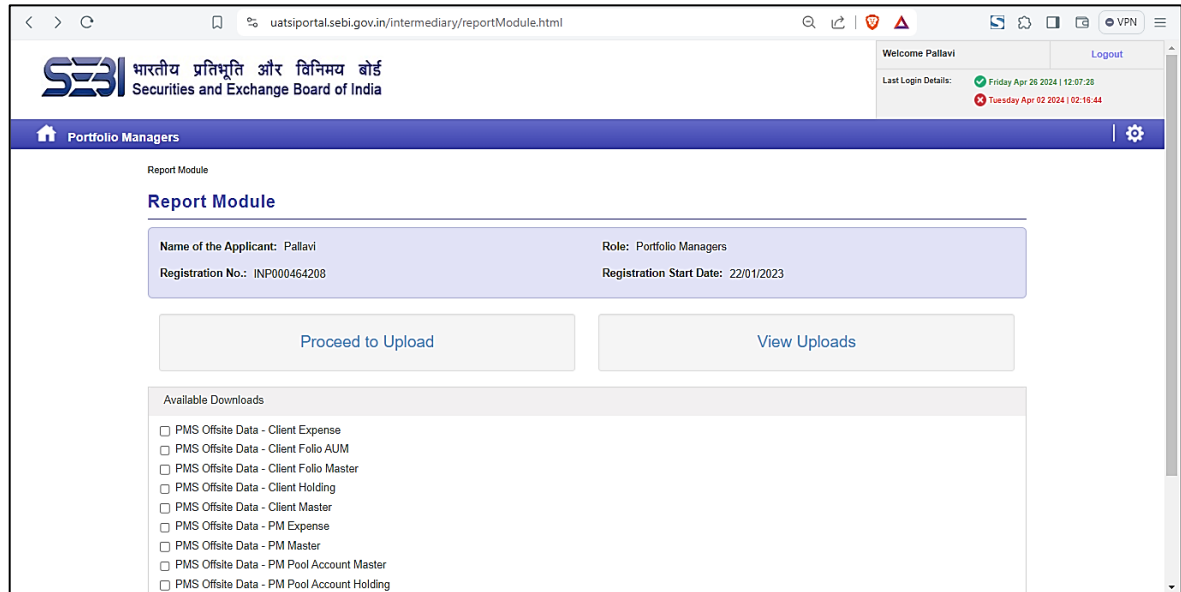 uatsiportal.sebi.gov.in/intermediary/reportModule.html
VPN
SEBI
भारतीय प्रतिभूति और विनिमय बोर्ड
Securities and Exchange Board of India
Welcome Pallavi
Logout
Last Login Details:
Friday Apr 26 2024 | 12:07:28
Tuesday Apr 02 2024 | 02:16:44
Portfolio Managers
Report Module
Report Module
Name of the Applicant: Pallavi
Role: Portfolio Managers
Registration No.: INP000464208
Registration Start Date: 22/01/2023
Proceed to Upload
View Uploads
Available Downloads
PMS Offsite Data - Client Expense
PMS Offsite Data - Client Folio AUM
PMS Offsite Data - Client Folio Master
PMS Offsite Data - Client Holding
PMS Offsite Data - Client Master
PMS Offsite Data - PM Expense
PMS Offsite Data - PM Master
PMS Offsite Data - PM Pool Account Master
PMS Offsite Data - PM Pool Account Holding